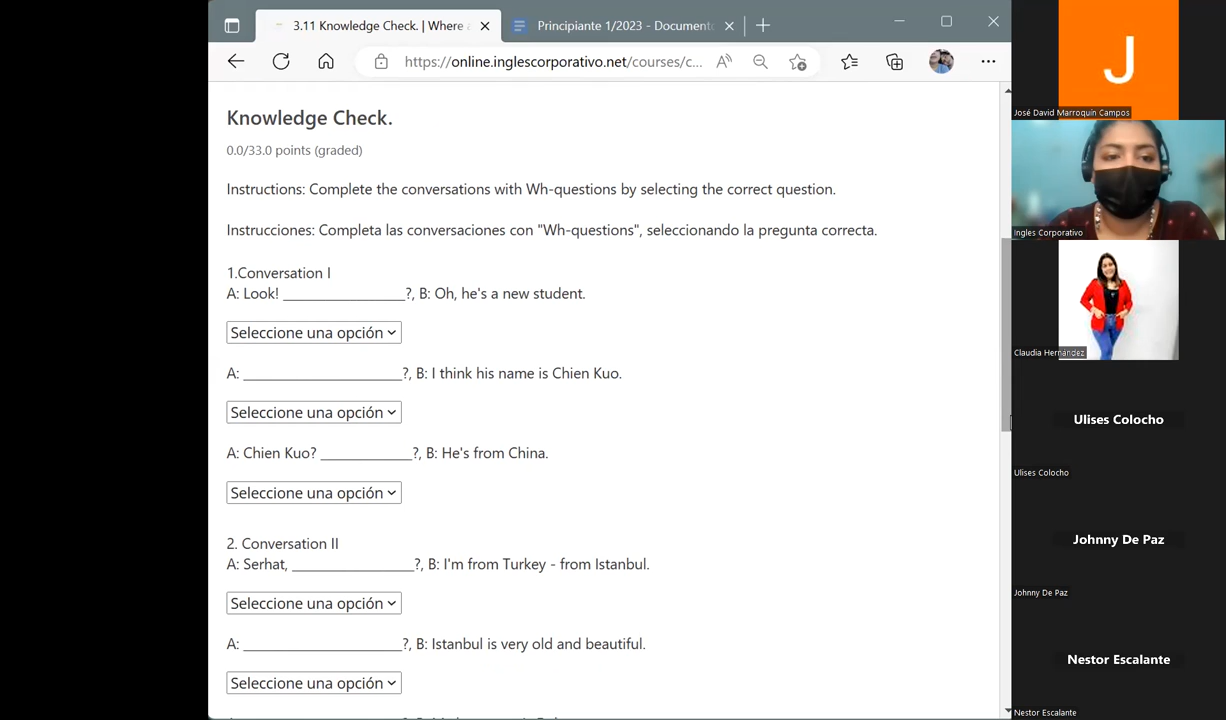 3.11 Knowledge Check. | Where a
Principiante 1/2023 - Documento
https://online.inglescorporativo.net/courses/c...
Knowledge Check.
0.0/33.0 points (graded)
Instructions: Complete the conversations with Wh-questions by selecting the correct question.
Instrucciones: Completa las conversaciones con "Wh-questions", seleccionando la pregunta correcta.
1.Conversation I
A: Look! ________________?, B: Oh, he's a new student.
Seleccione una opción
A: _____________________?, B: I think his name is Chien Kuo.
Seleccione una opción
A: Chien Kuo? ____________?, B: He's from China.
Seleccione una opción
2. Conversation II
A: Serhat, ________________?, B: I'm from Turkey - from Istanbul.
Seleccione una opción
A: _____________________?, B: Istanbul is very old and beautiful.
Seleccione una opción
J
José David Marroquín Campos
Ingles Corporativo
Claudia Hernández
Ulises Colocho
Ulises Colocho
Johnny De Paz
Johnny De Paz
Nestor Escalante
Nestor Escalante